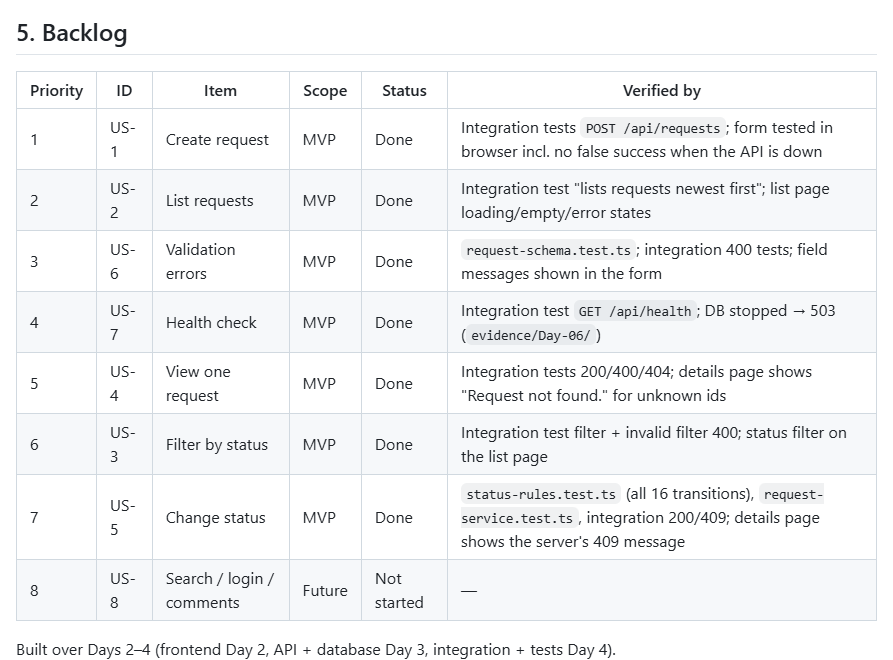 5. Backlog
Priority ID Item Scope Status Verified by
1 US-1 Create request MVP Done Integration tests POST /api/requests; form tested in
browser incl. no false success when the API is down
2 US-2 List requests MVP Done Integration test "lists requests newest first"; list page
loading/empty/error states
3 US-6 Validation errors MVP Done request-schema.test.ts; integration 400 tests; field
messages shown in the form
4 US-7 Health check MVP Done Integration test GET /api/health; DB stopped → 503
(evidence/Day-06/)
5 US-4 View one request MVP Done Integration tests 200/400/404; details page shows
"Request not found." for unknown ids
6 US-3 Filter by status MVP Done Integration test filter + invalid filter 400; status filter on
the list page
7 US-5 Change status MVP Done status-rules.test.ts (all 16 transitions), request-
service.test.ts, integration 200/409; details page
shows the server's 409 message
8 US-8 Search / login / comments Future Not started —
Built over Days 2–4 (frontend Day 2, API + database Day 3, integration + tests Day 4).